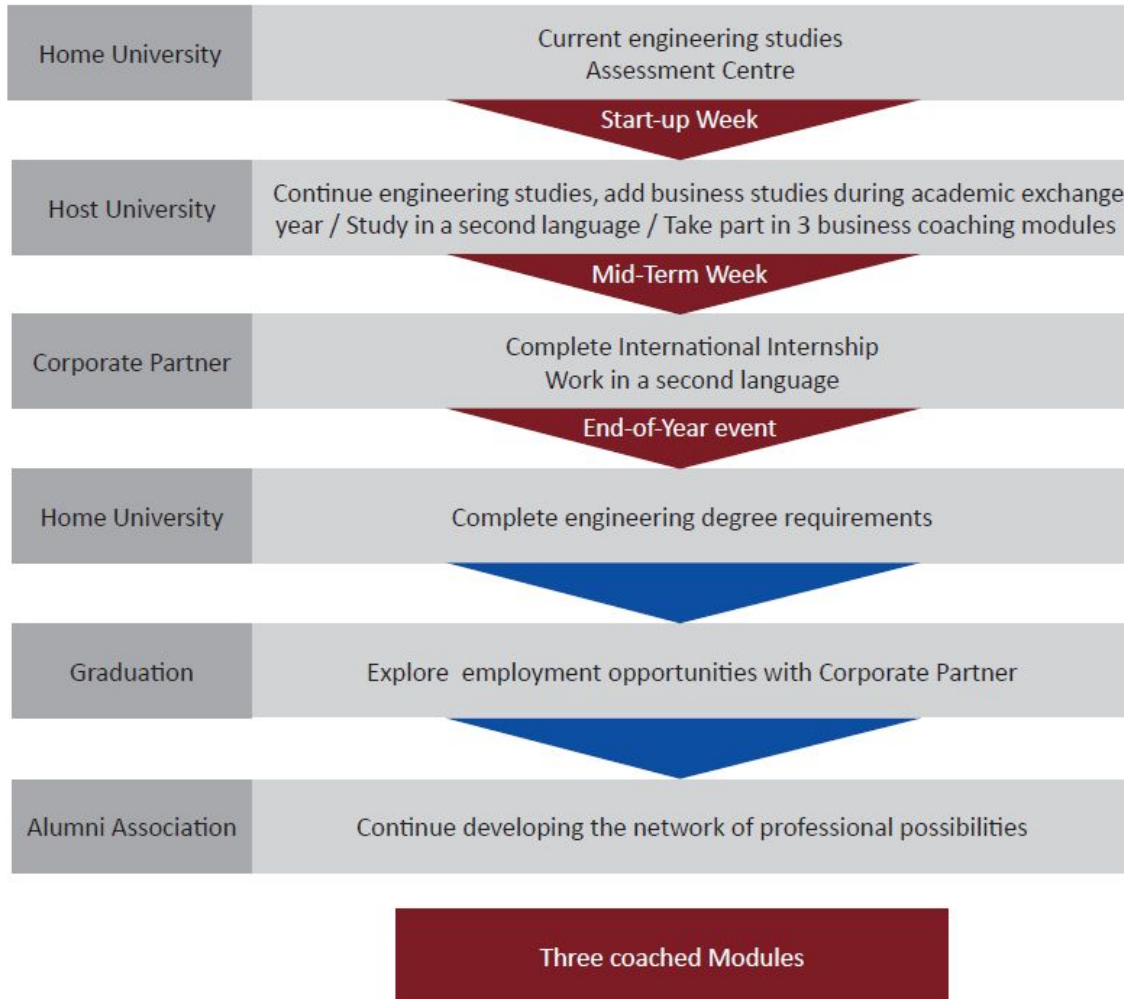 Home University
Current engineering studies
Assessment Centre
Start-up Week
Host University
Continue engineering studies, add business studies during academic exchange
year / Study in a second language / Take part in 3 business coaching modules
Mid-Term Week
Corporate Partner
Complete International Internship
Work in a second language
End-of-Year event
Home University
Complete engineering degree requirements
Graduation
Explore employment opportunities with Corporate Partner
Alumni Association
Continue developing the network of professional possibilities
Three coached Modules